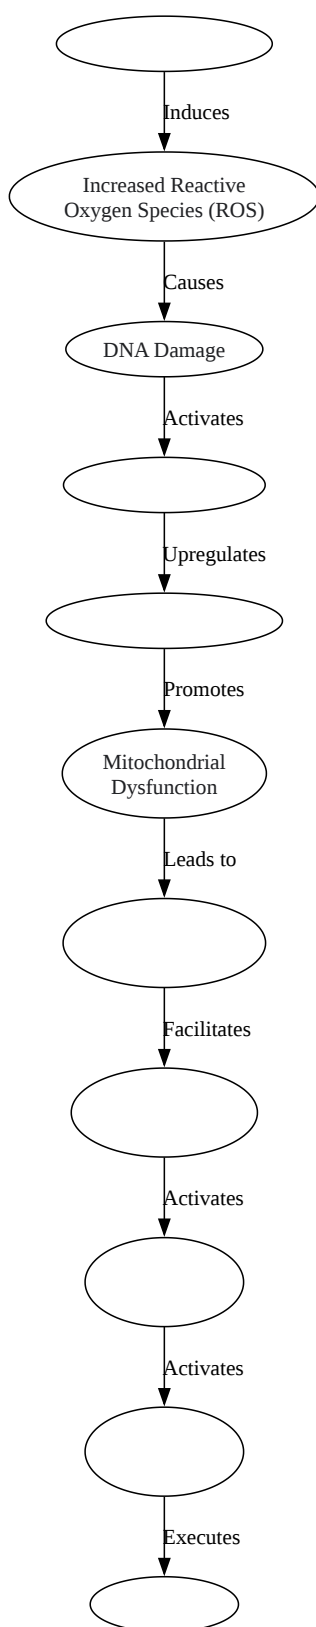 Induces
Increased Reactive
Oxygen Species (ROS)
Causes
DNA Damage
Activates
Upregulates
Promotes
Mitochondrial
Dysfunction
Leads to
Facilitates
Activates
Activates
Executes